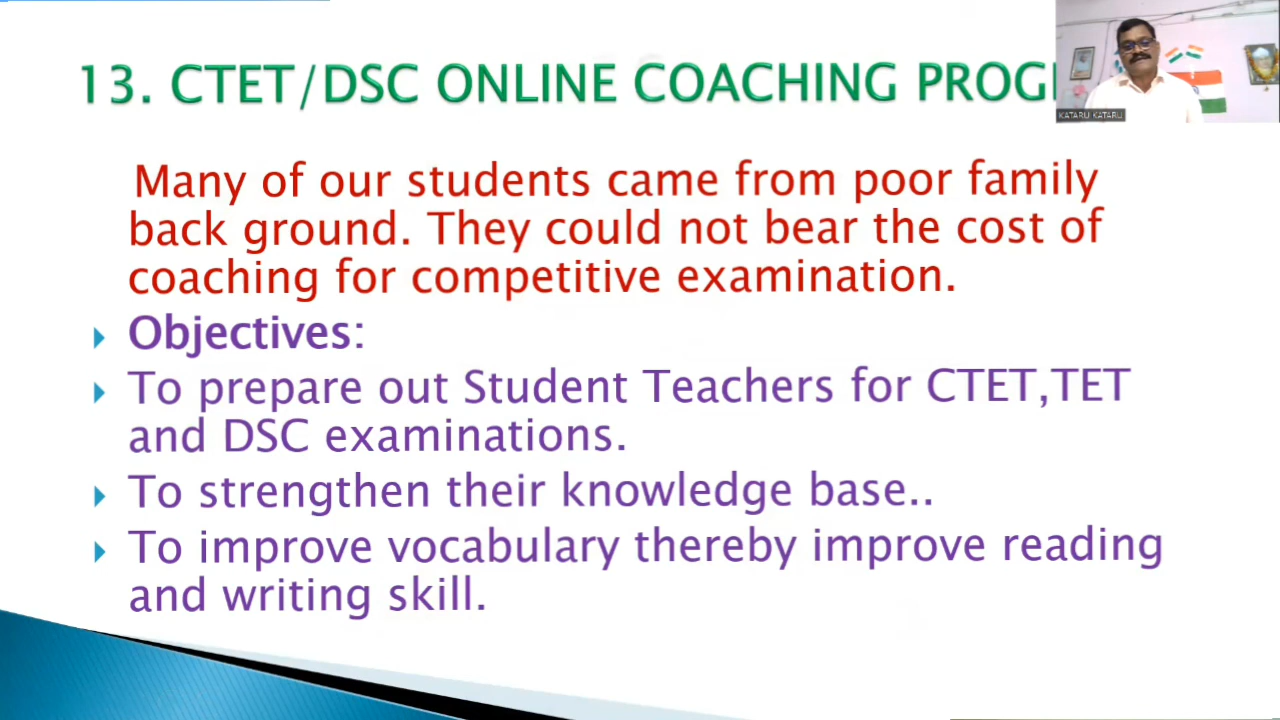 13. CTET/DSC ONLINE COACHING PROG
KATARU KATARU
Many of our students came from poor family
back ground. They could not bear the cost of
coaching for competitive examination.
Objectives:
To prepare out Student Teachers for CTET,TET
and DSC examinations.
To strengthen their knowledge base..
To improve vocabulary thereby improve reading
and writing skill.